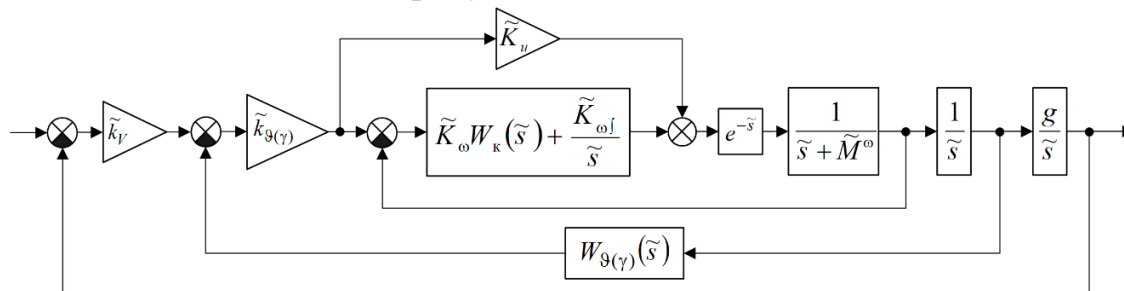 K̃ᵤ
k̃_V
k̃_ϑ(γ)
K̃_ω W_к(s̃) + K̃_ω∫ / s̃
e^(−s̃)
1 / (s̃ + M̃^ω)
1 / s̃
g / s̃
W_ϑ(γ)(s̃)